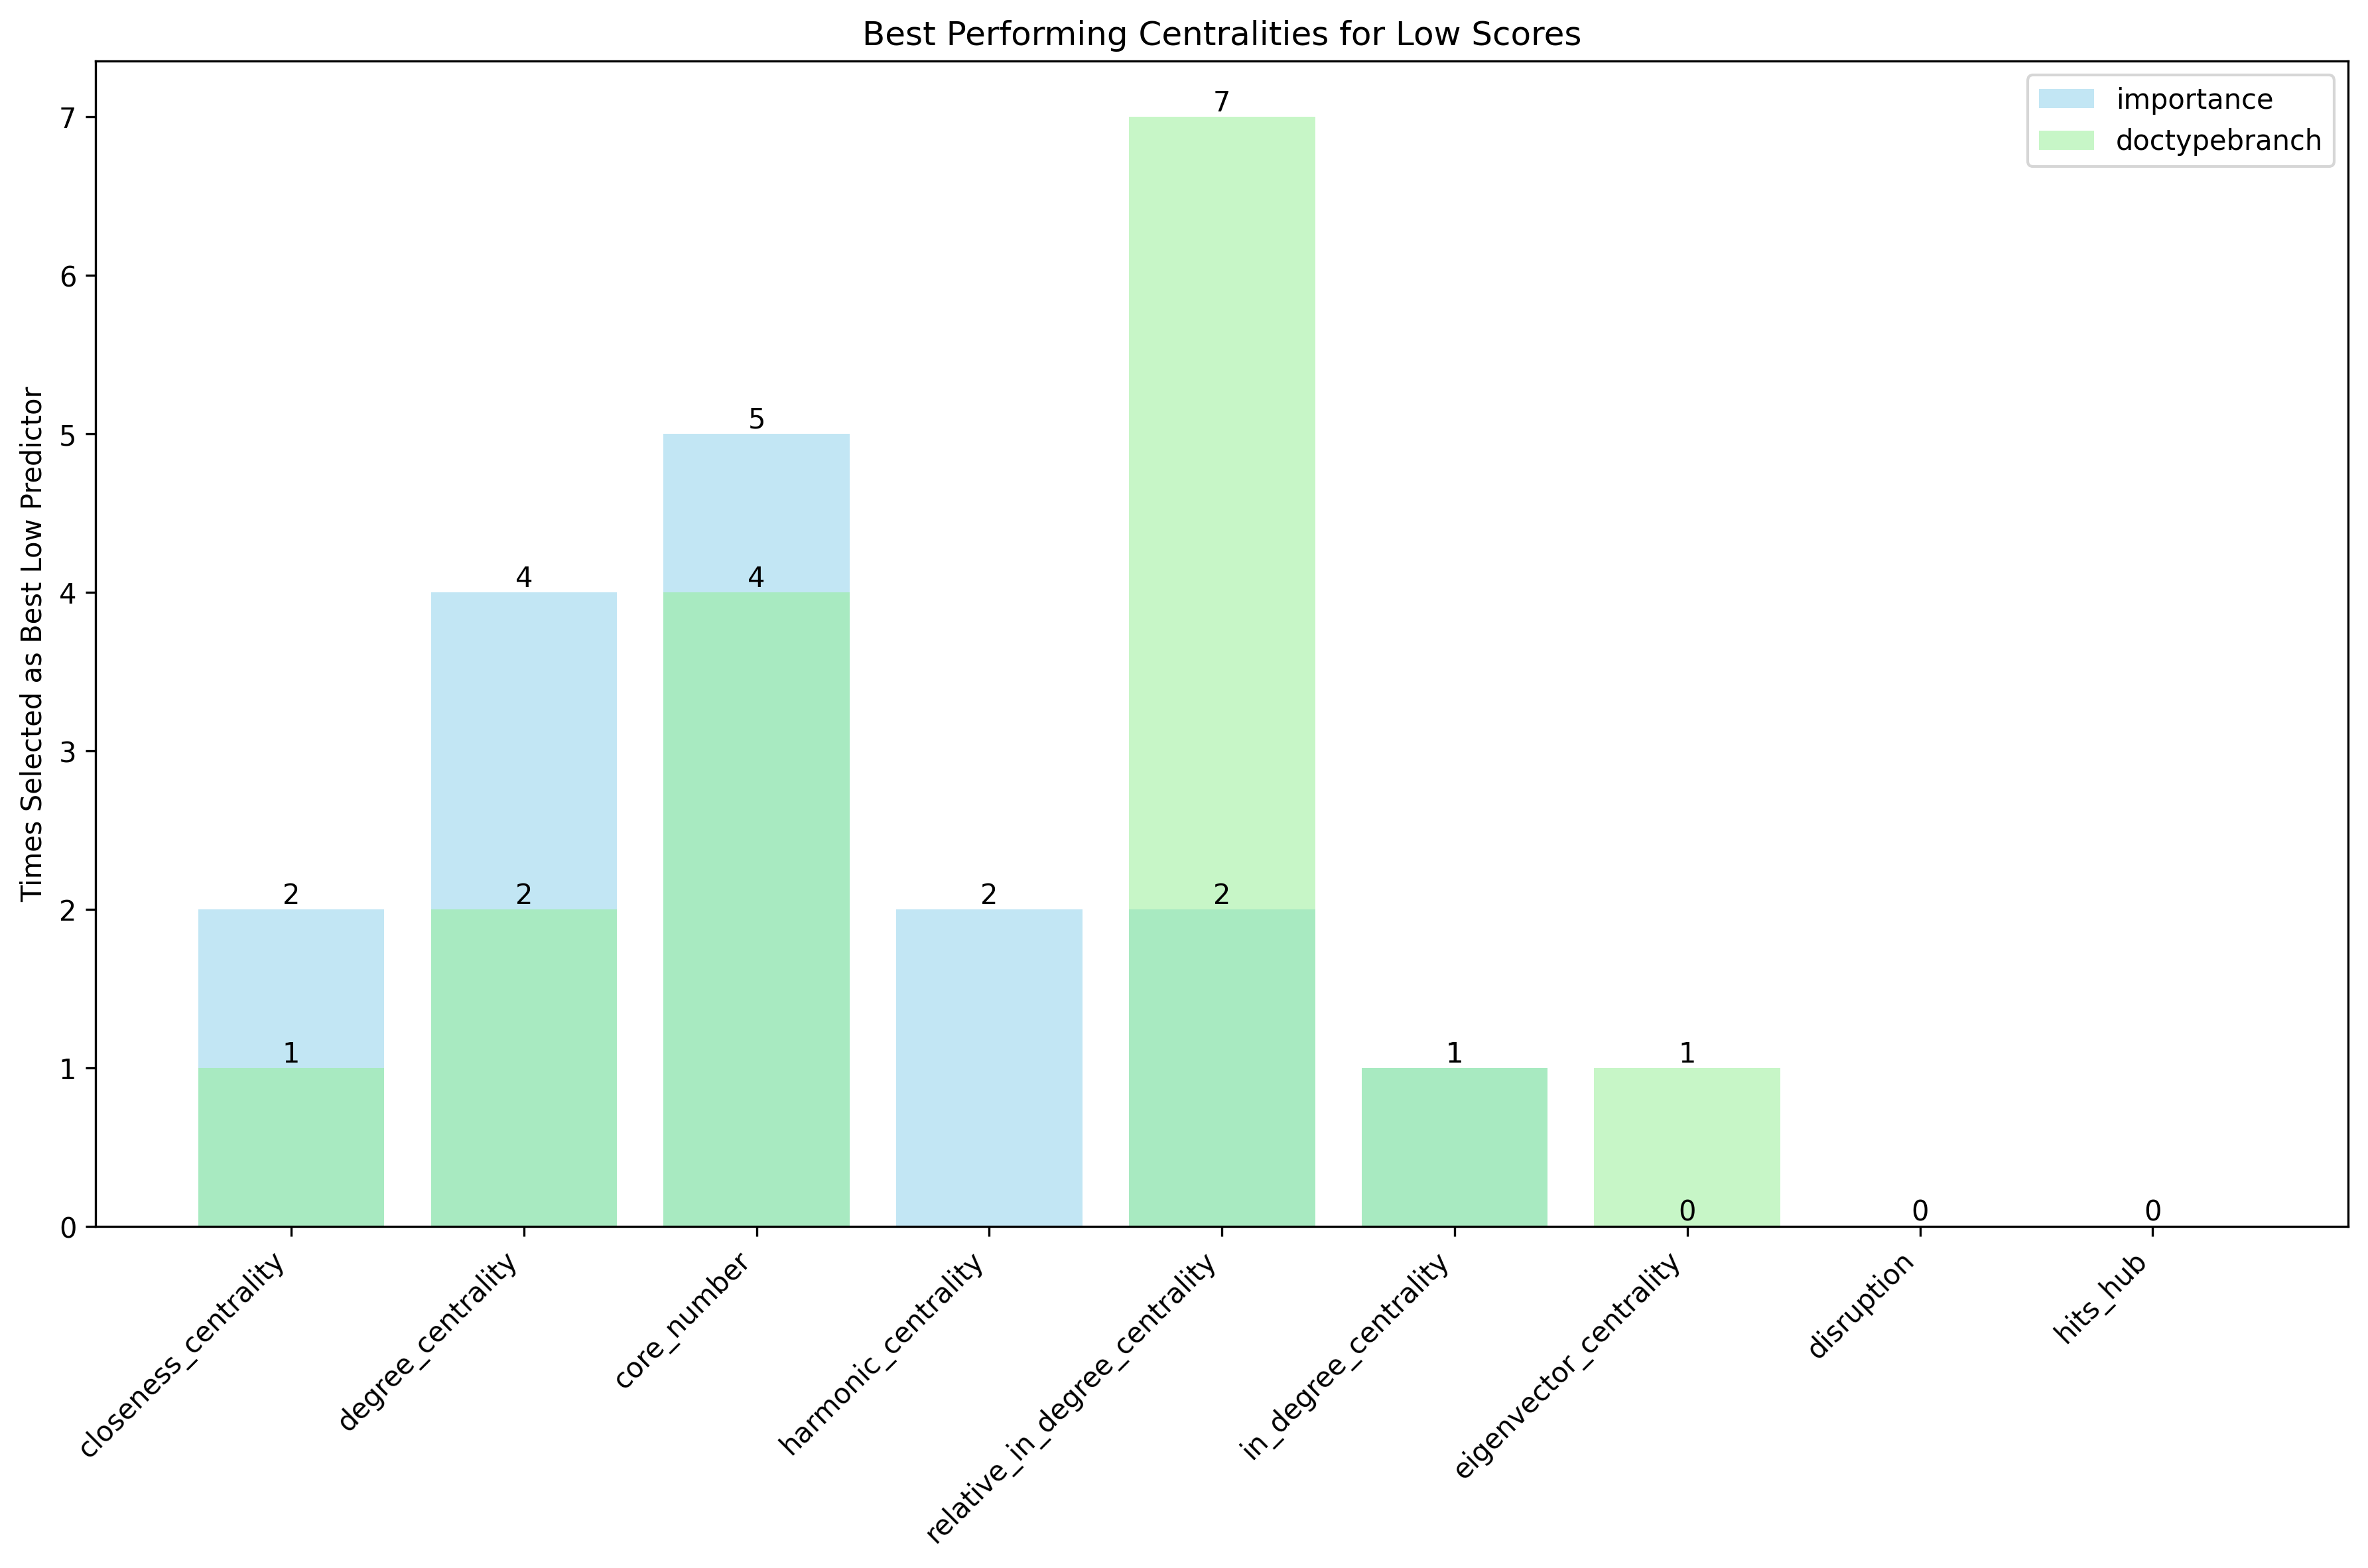 Best Performing Centralities for Low Scores
importance
doctypebranch
Times Selected as Best Low Predictor
7
6
5
4
3
2
1
0
2
1
4
2
5
4
2
7
2
1
1
0
0
0
closeness_centrality
degree_centrality
core_number
harmonic_centrality
relative_in_degree_centrality
in_degree_centrality
eigenvector_centrality
disruption
hits_hub